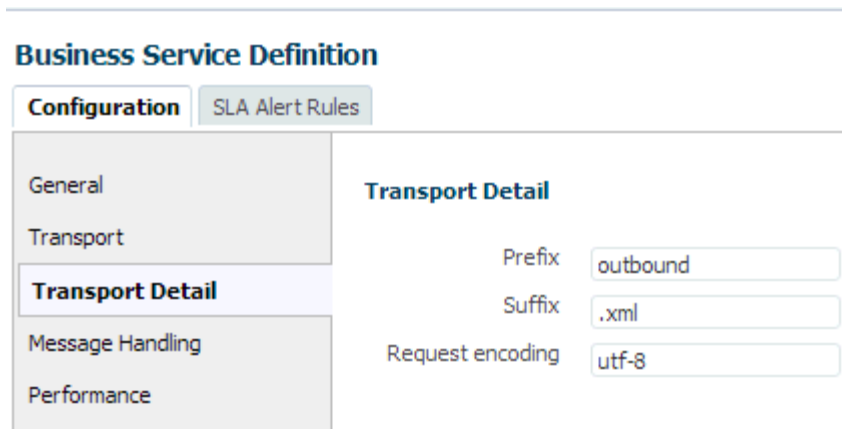 Business Service Definition
Configuration
SLA Alert Rules
General
Transport
Transport Detail
Message Handling
Performance
Transport Detail
Prefix outbound
Suffix .xml
Request encoding utf-8